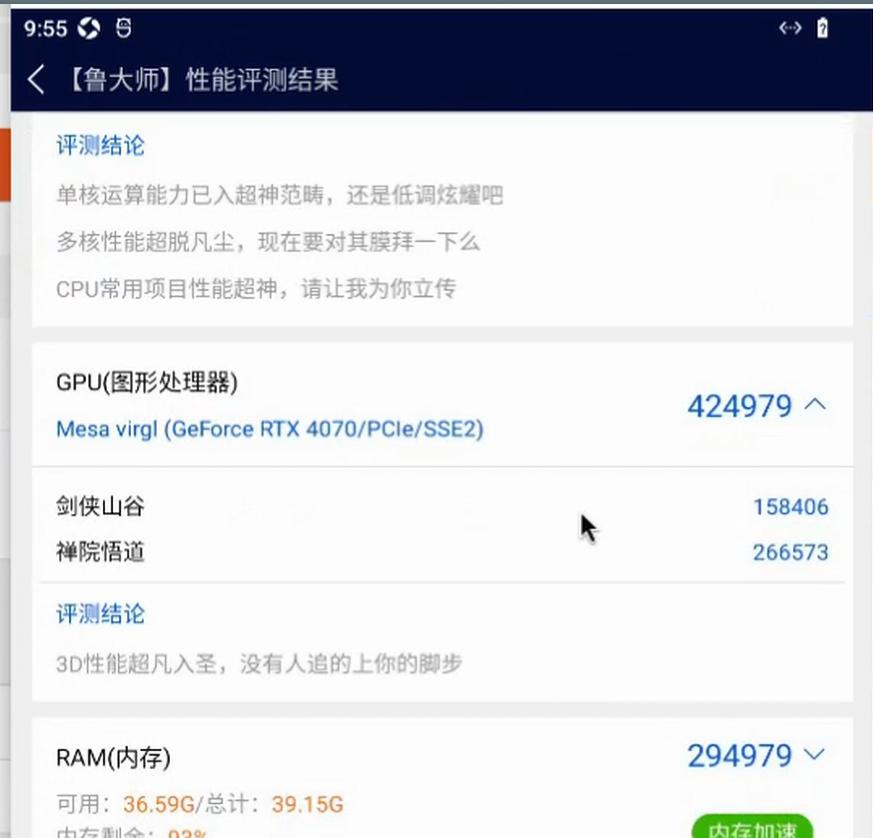 9:55
【鲁大师】性能评测结果
评测结论
单核运算能力已入超神范畴，还是低调炫耀吧
多核性能超脱凡尘，现在要对其膜拜一下么
CPU常用项目性能超神，请让我为你立传
GPU(图形处理器)
424979
Mesa virgl (GeForce RTX 4070/PCIe/SSE2)
剑侠山谷 158406
禅院悟道 266573
评测结论
3D性能超凡入圣，没有人追的上你的脚步
RAM(内存) 294979
可用：36.59G/总计：39.15G
内存剩余：93%
内存加速